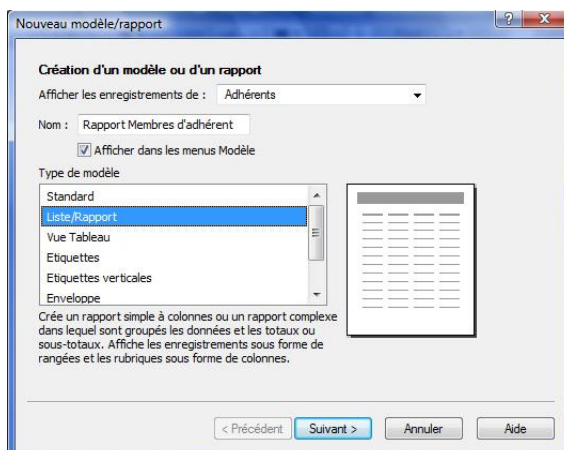 Nouveau modèle/rapport
Création d'un modèle ou d'un rapport
Afficher les enregistrements de : Adhérents
Nom : Rapport Membres d'adhérent
Afficher dans les menus Modèle
Type de modèle
Standard
Liste/Rapport
Vue Tableau
Etiquettes
Etiquettes verticales
Enveloppe
Crée un rapport simple à colonnes ou un rapport complexe
dans lequel sont groupés les données et les totaux ou
sous-totaux. Affiche les enregistrements sous forme de
rangées et les rubriques sous forme de colonnes.
< Précédent Suivant > Annuler Aide